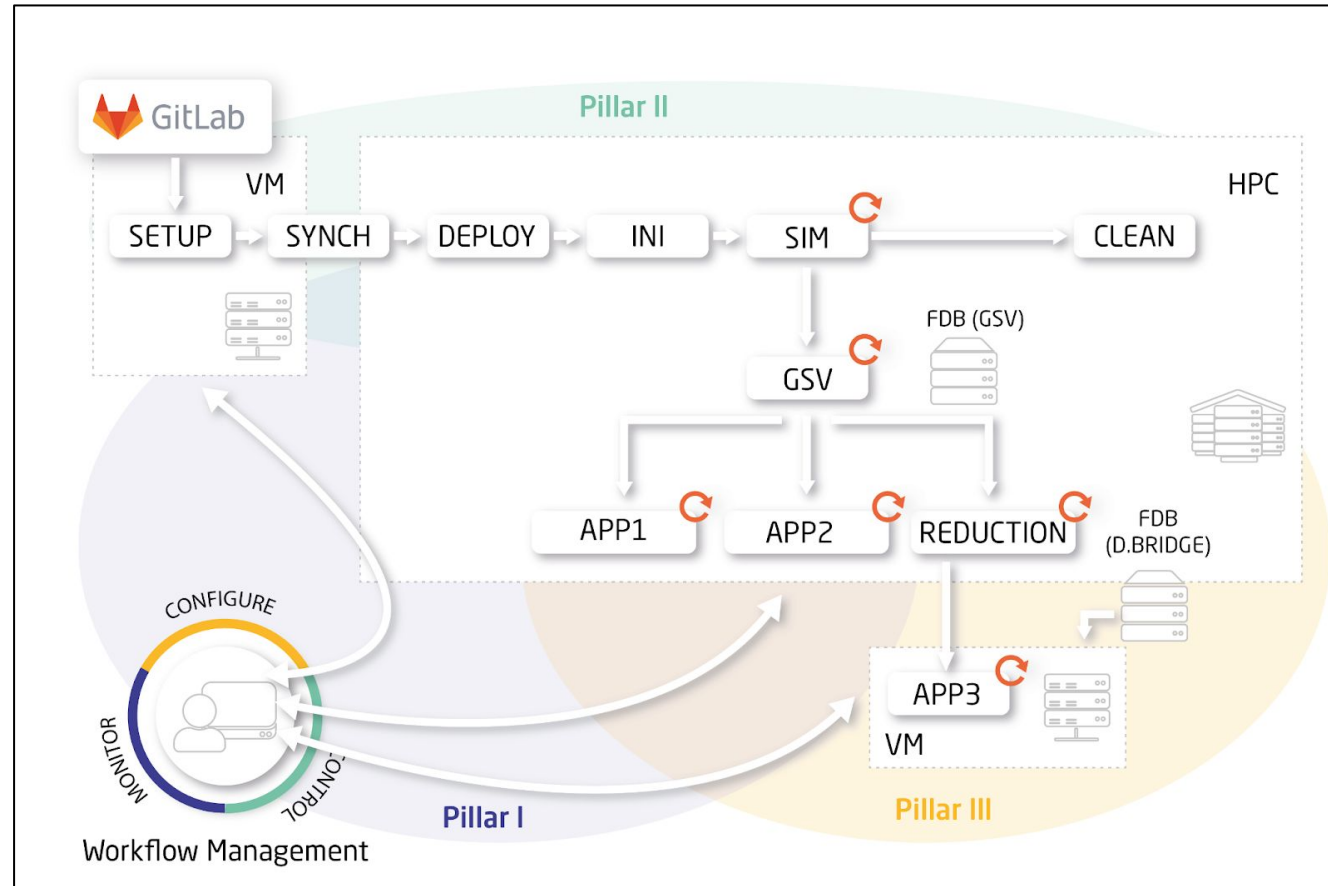 Pillar II
GitLab
VM
HPC
SETUP
SYNCH
DEPLOY
INI
SIM
CLEAN
FDB (GSV)
GSV
APP1
APP2
REDUCTION
FDB
(D.BRIDGE)
CONFIGURE
MONITOR
CONTROL
APP3
VM
Pillar I
Pillar III
Workflow Management